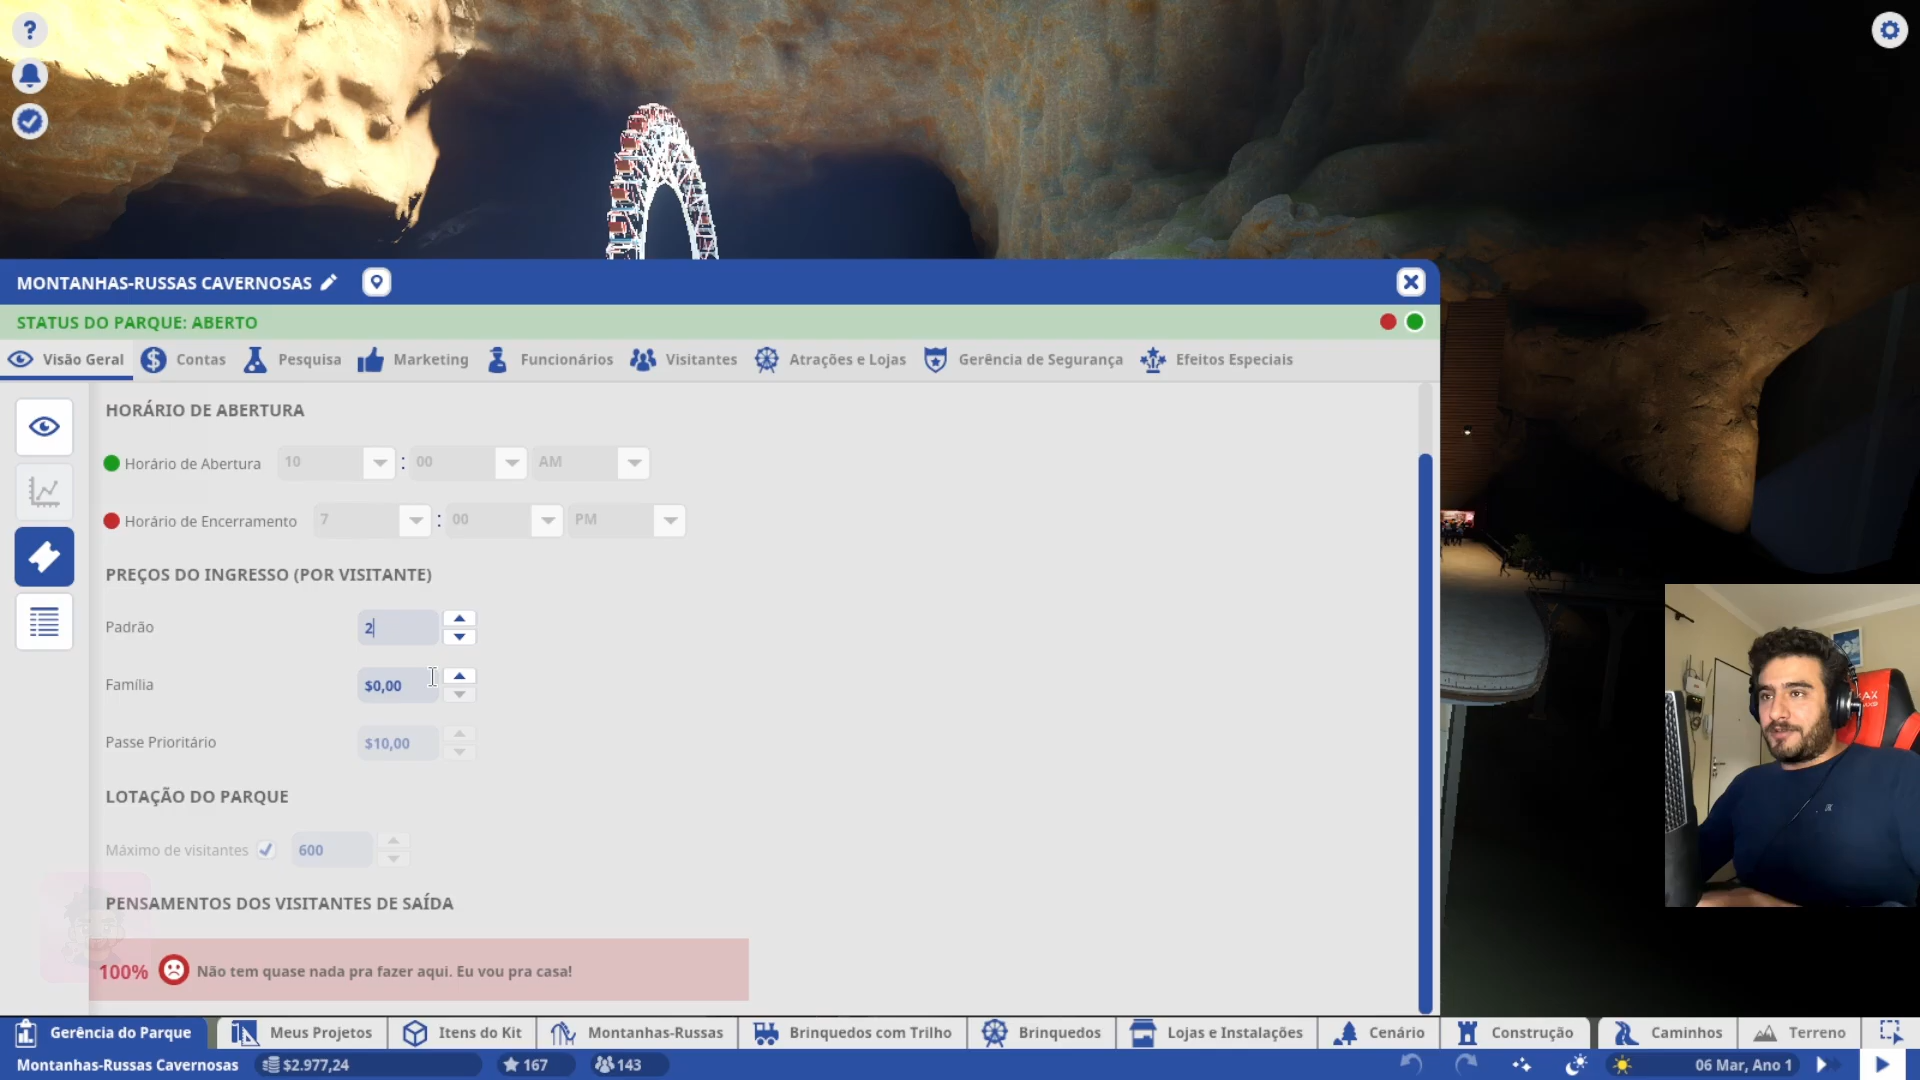 ?
MONTANHAS-RUSSAS CAVERNOSAS
STATUS DO PARQUE: ABERTO
Visão Geral
Contas
Pesquisa
Marketing
Funcionários
Visitantes
Atrações e Lojas
Gerência de Segurança
Efeitos Especiais
HORÁRIO DE ABERTURA
Horário de Abertura 10 : 00 AM
Horário de Encerramento 7 : 00 PM
PREÇOS DO INGRESSO (POR VISITANTE)
Padrão 2
Família $0,00
Passe Prioritário $10,00
LOTAÇÃO DO PARQUE
Máximo de visitantes 600
PENSAMENTOS DOS VISITANTES DE SAÍDA
100% Não tem quase nada pra fazer aqui. Eu vou pra casa!
Gerência do Parque
Meus Projetos
Itens do Kit
Montanhas-Russas
Brinquedos com Trilho
Brinquedos
Lojas e Instalações
Cenário
Construção
Caminhos
Terreno
Montanhas-Russas Cavernosas
$2.977,24
167
143
06 Mar, Ano 1